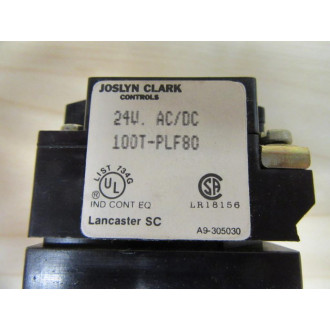 JOSLYN CLARK
CONTROLS
24V. AC/DC
100T-PLF80
LIST 734G
UL
IND CONT EQ
SA
LR18156
Lancaster SC
A9-305030